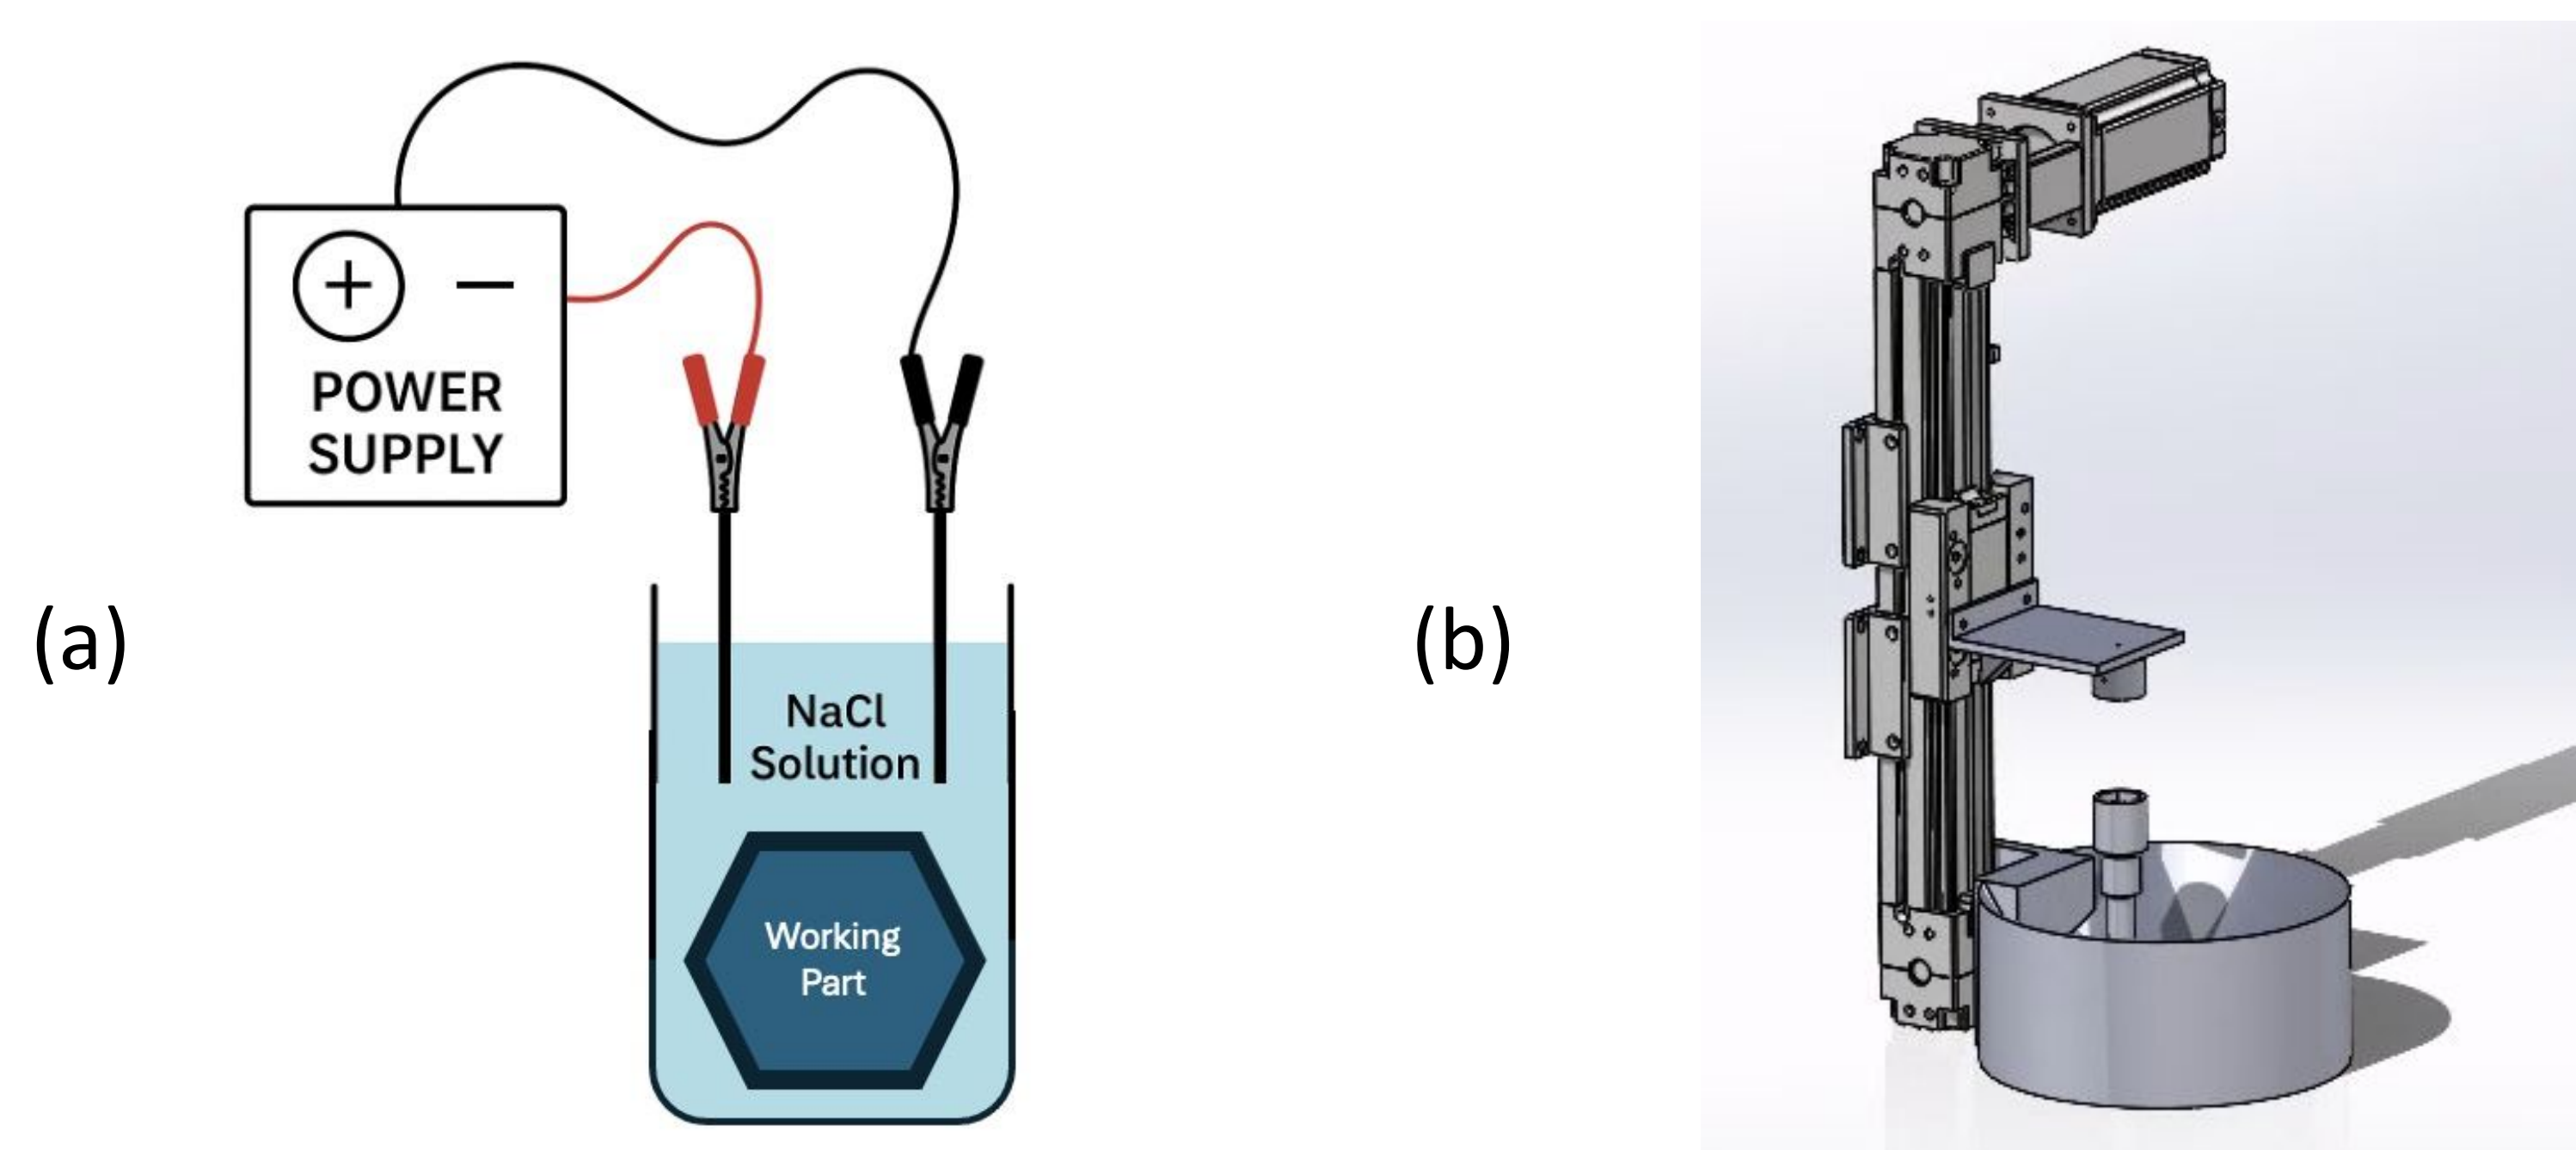 (a)
+ −
POWER
SUPPLY
NaCl
Solution
Working
Part
(b)